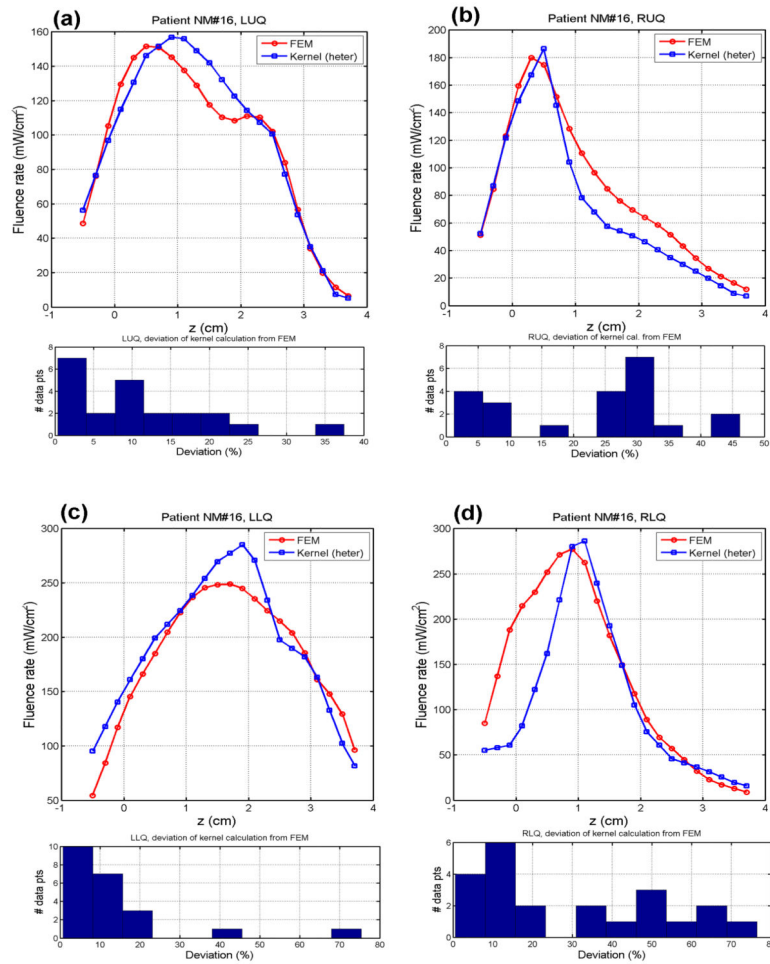 (a)
Patient NM#16, LUQ
FEM
Kernel (heter)
Fluence rate (mW/cm²)
160
140
120
100
80
60
40
20
0
-1 0 1 2 3 4
z (cm)
LUQ, deviation of kernel calculation from FEM
# data pts
8
6
4
2
0
0 5 10 15 20 25 30 35 40
Deviation (%)
(b)
Patient NM#16, RUQ
FEM
Kernel (heter)
Fluence rate (mW/cm²)
200
180
160
140
120
100
80
60
40
20
0
-1 0 1 2 3 4
z (cm)
RUQ, deviation of kernel cal. from FEM
# data pts
8
6
4
2
0
0 5 10 15 20 25 30 35 40 45 50
Deviation (%)
(c)
Patient NM#16, LLQ
FEM
Kernel (heter)
Fluence rate (mW/cm²)
300
250
200
150
100
50
-1 0 1 2 3 4
z (cm)
LLQ, deviation of kernel calculation from FEM
# data pts
10
8
6
4
2
0
0 10 20 30 40 50 60 70 80
Deviation (%)
(d)
Patient NM#16, RLQ
FEM
Kernel (heter)
Fluence rate (mW/cm²)
300
250
200
150
100
50
0
-1 0 1 2 3 4
z (cm)
RLQ, deviation of kernel calculation from FEM
# data pts
6
4
2
0
0 10 20 30 40 50 60 70 80
Deviation (%)